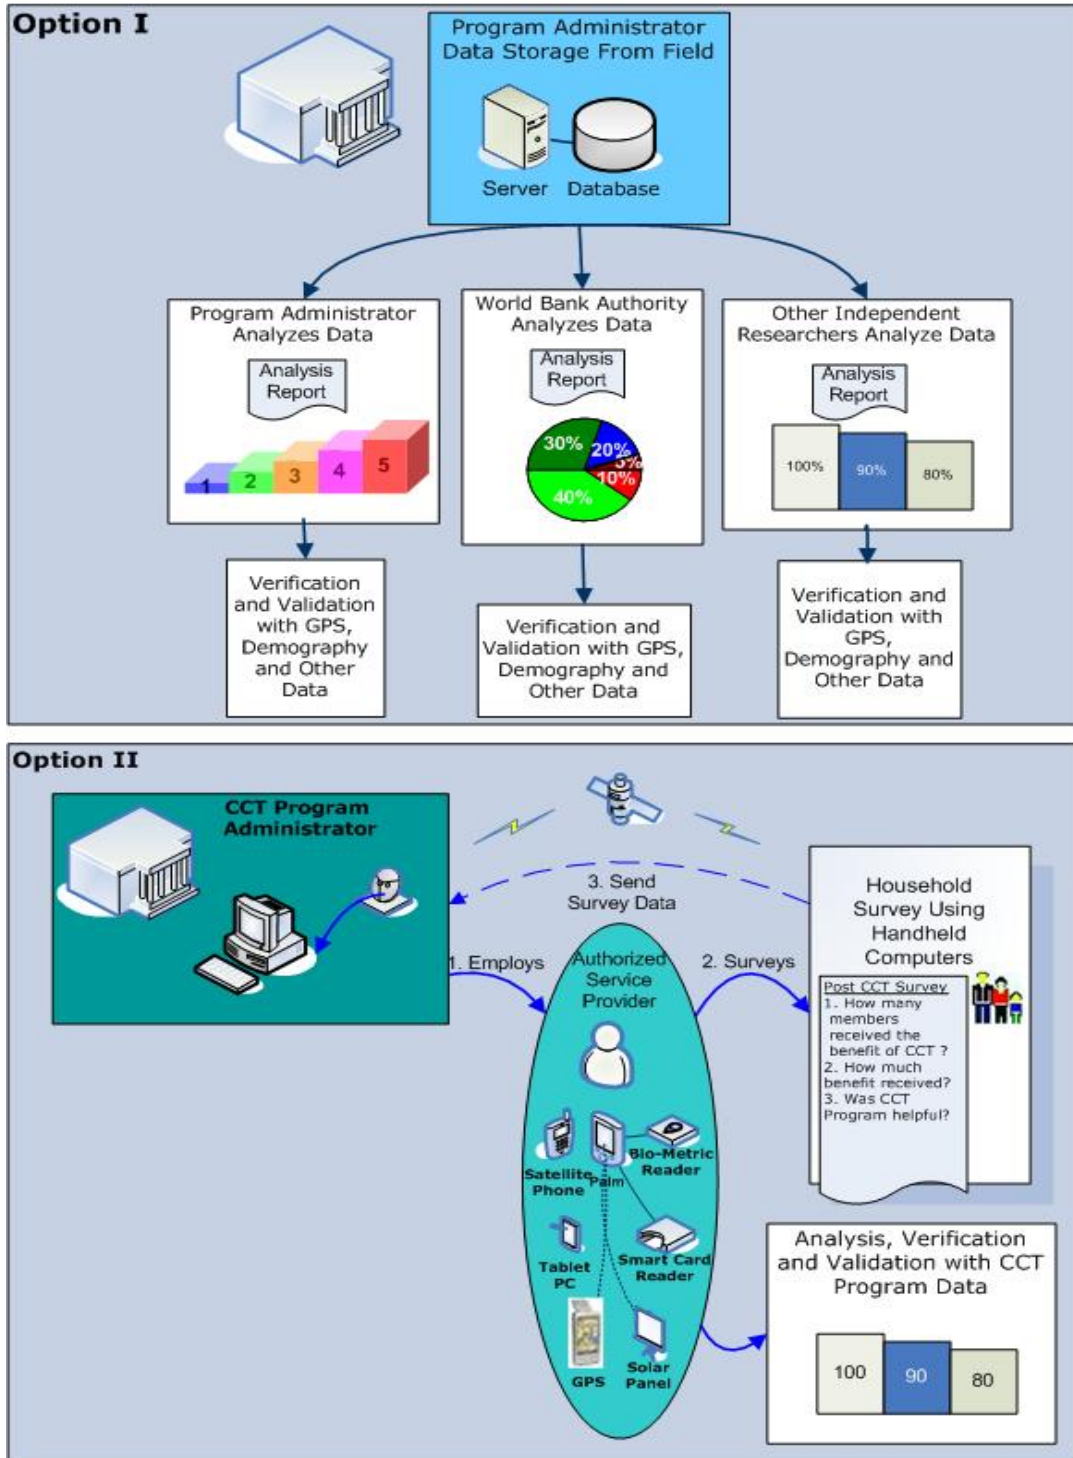 Option I
Program Administrator
Data Storage From Field
Server
Database
Program Administrator
Analyzes Data
Analysis
Report
1
2
3
4
5
World Bank Authority
Analyzes Data
Analysis
Report
30%
20%
5%
10%
40%
Other Independent
Researchers Analyze Data
Analysis
Report
100%
90%
80%
Verification
and Validation
with GPS,
Demography
and Other
Data
Verification and
Validation with GPS,
Demography and
Other Data
Verification and
Validation with
GPS,
Demography and
Other Data
Option II
CCT Program
Administrator
3. Send
Survey Data
1. Employs
2. Surveys
Authorized
Service
Provider
Satellite
Phone
Palm
Bio-Metric
Reader
Tablet
PC
Smart Card
Reader
GPS
Solar
Panel
Household
Survey Using
Handheld
Computers
Post CCT Survey
1. How many
members
received the
benefit of CCT ?
2. How much
benefit received?
3. Was CCT
Program helpful?
Analysis, Verification
and Validation with CCT
Program Data
100
90
80